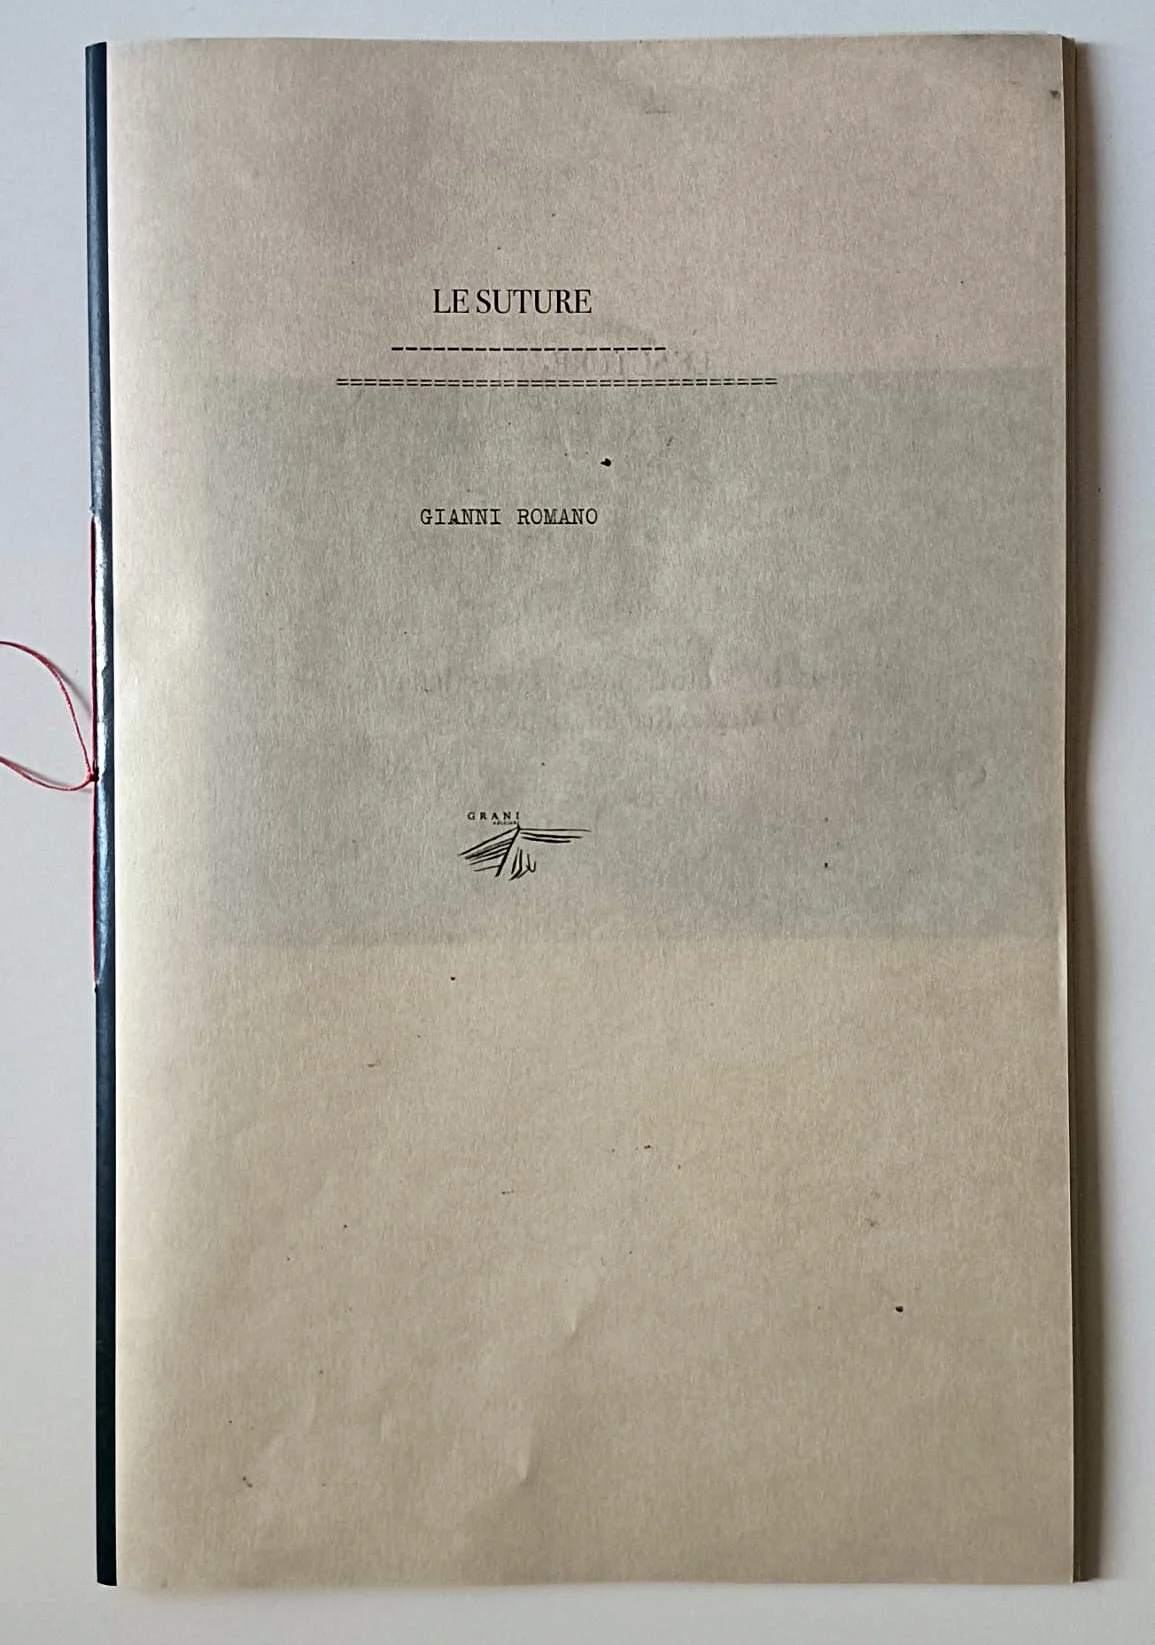 LE SUTURE
--------------------
================================
GIANNI ROMANO
GRANI